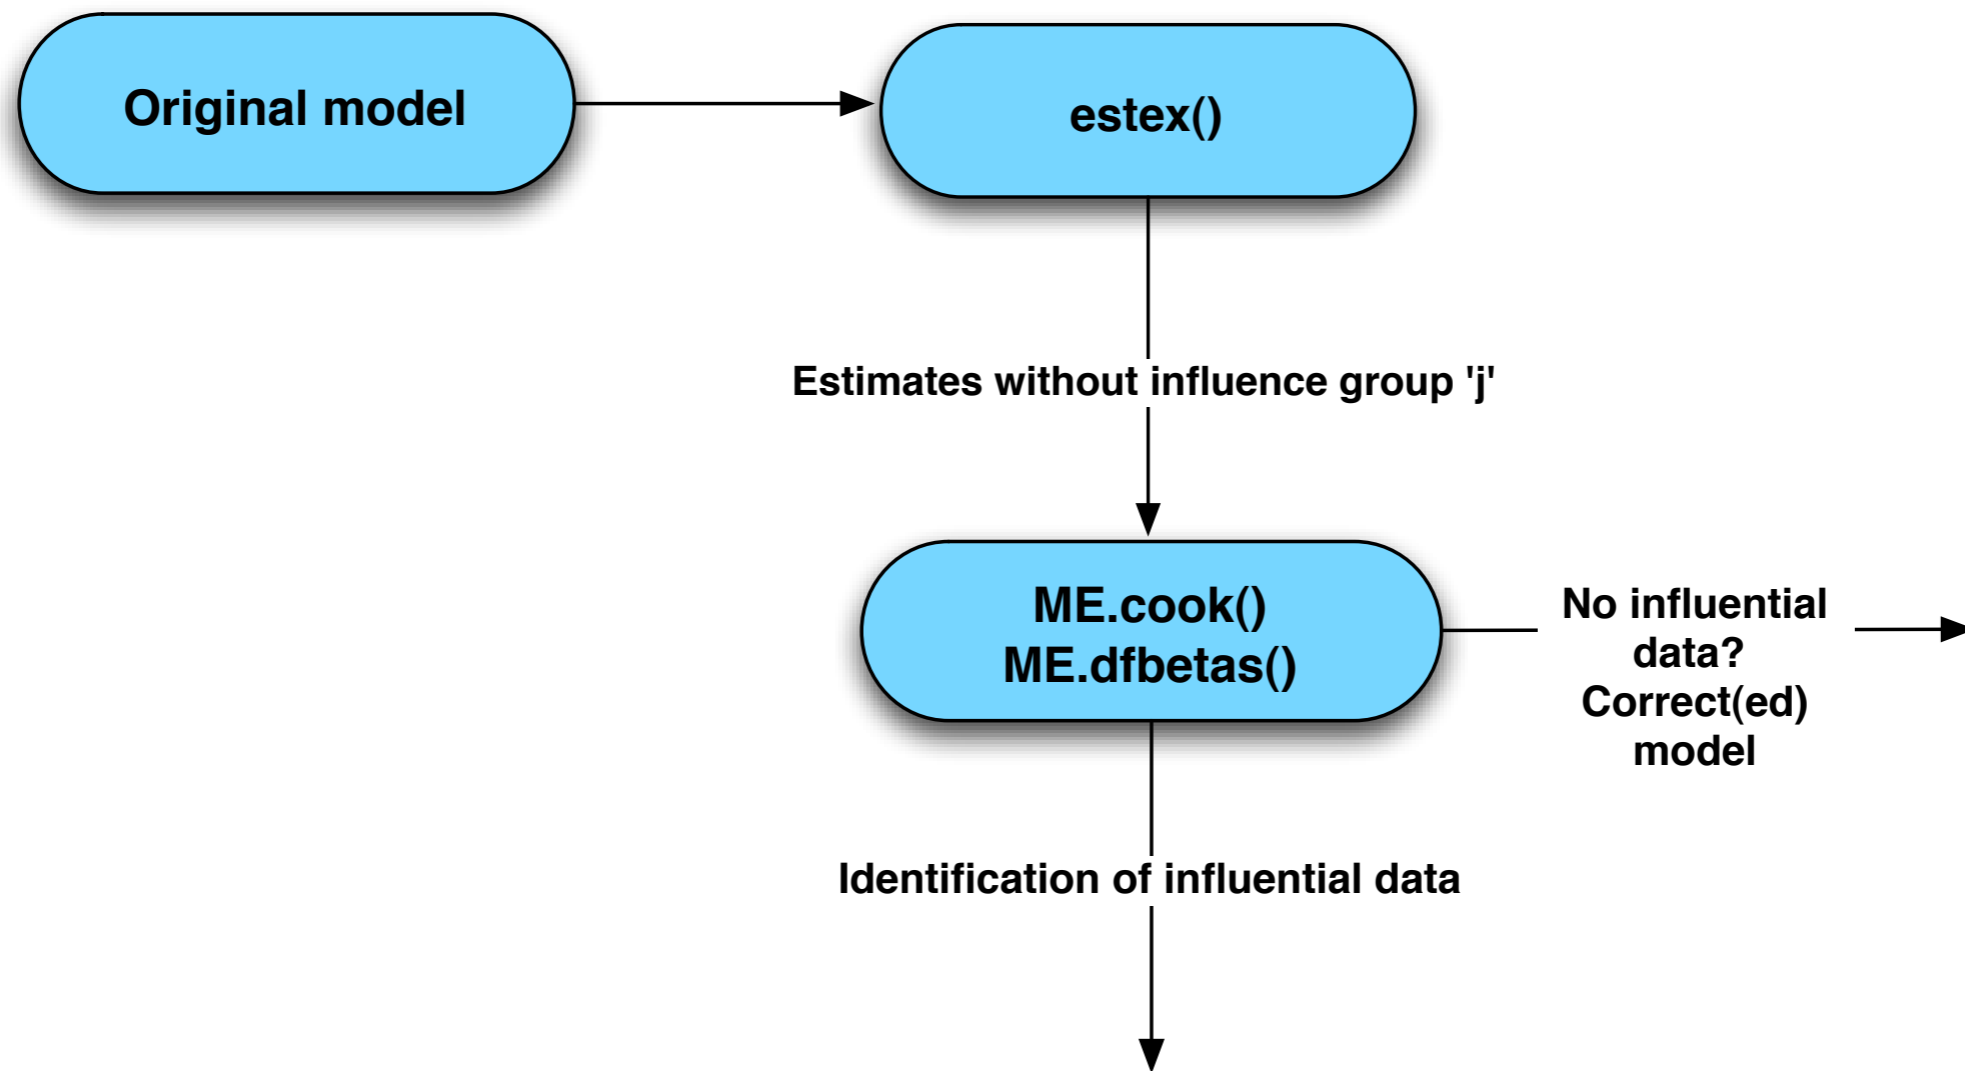 Original model
estex()
Estimates without influence group 'j'
ME.cook()
ME.dfbetas()
No influential
data?
Correct(ed)
model
Identification of influential data